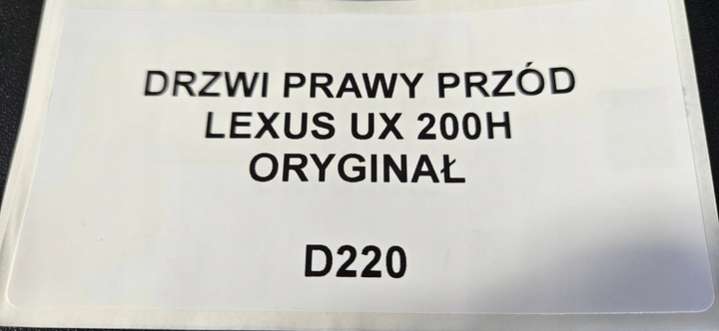 DRZWI PRAWY PRZÓD
LEXUS UX 200H
ORYGINAŁ
D220